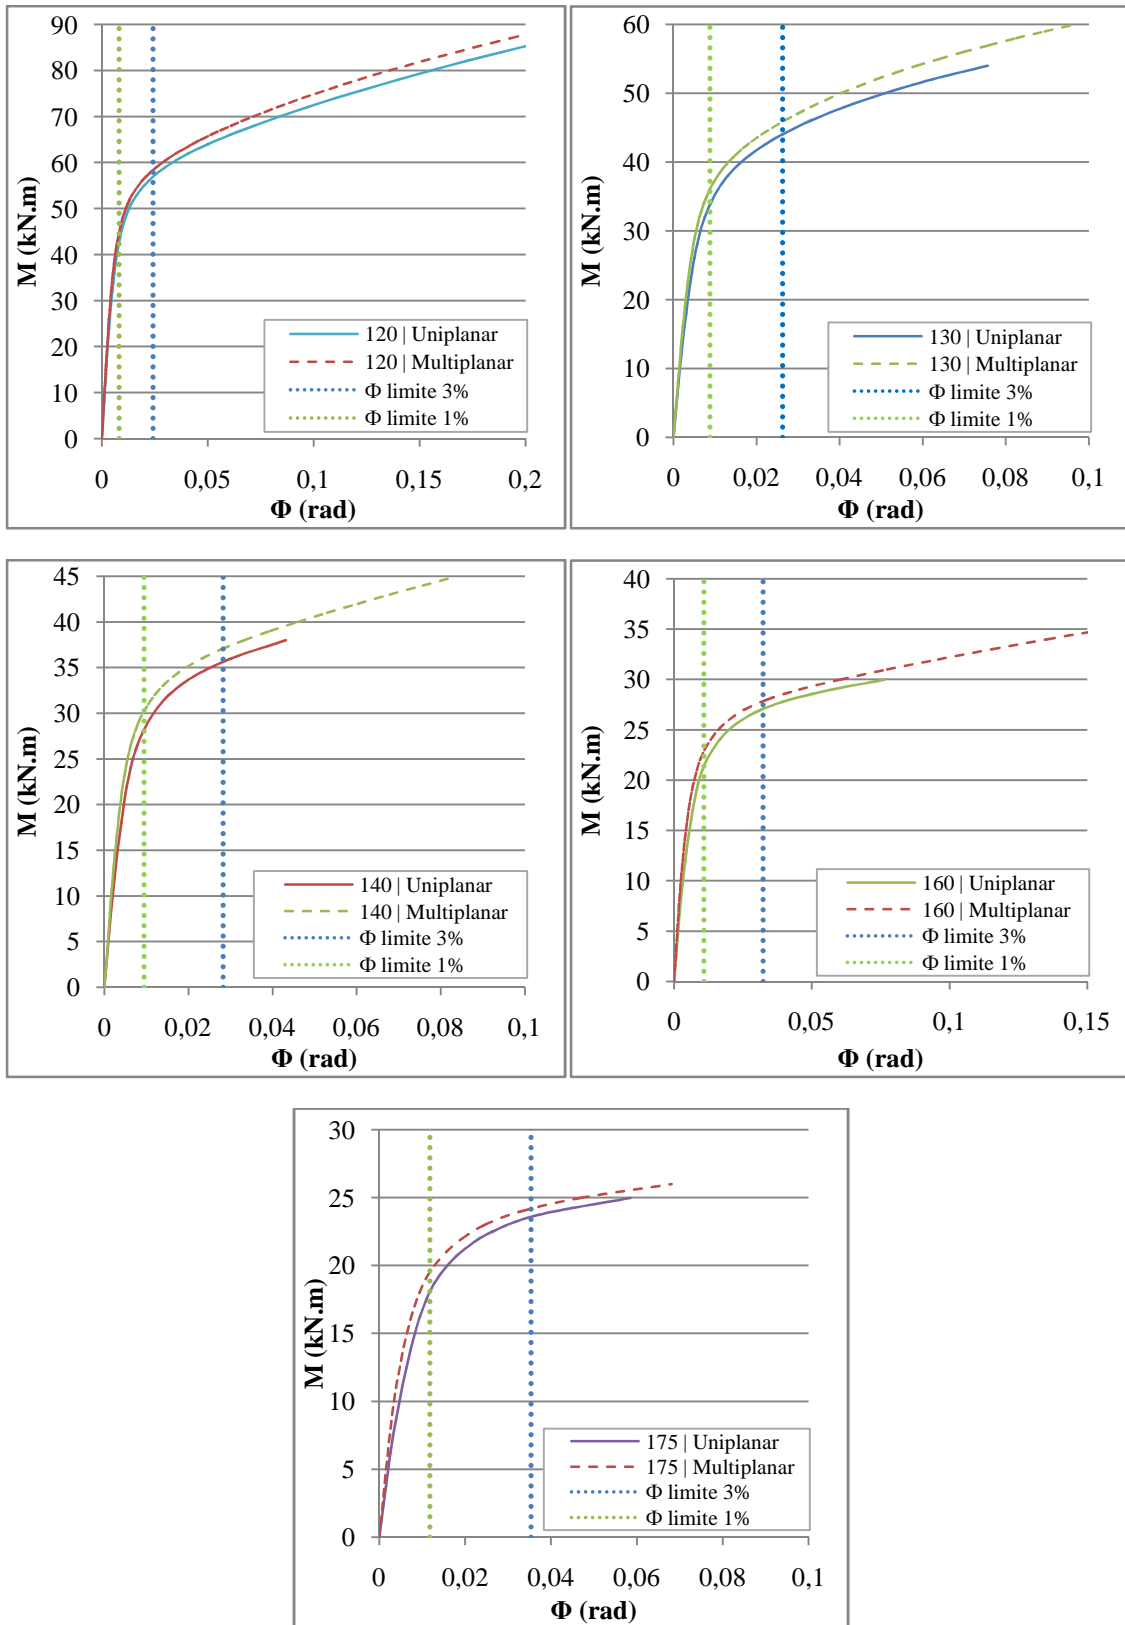 M (kN.m)
90
80
70
60
50
40
30
20
10
0
120 | Uniplanar
120 | Multiplanar
Φ limite 3%
Φ limite 1%
0 0,05 0,1 0,15 0,2
Φ (rad)
M (kN.m)
60
50
40
30
20
10
0
130 | Uniplanar
130 | Multiplanar
Φ limite 3%
Φ limite 1%
0 0,02 0,04 0,06 0,08 0,1
Φ (rad)
M (kN.m)
45
40
35
30
25
20
15
10
5
0
140 | Uniplanar
140 | Multiplanar
Φ limite 3%
Φ limite 1%
0 0,02 0,04 0,06 0,08 0,1
Φ (rad)
M (kN.m)
40
35
30
25
20
15
10
5
0
160 | Uniplanar
160 | Multiplanar
Φ limite 3%
Φ limite 1%
0 0,05 0,1 0,15
Φ (rad)
M (kN.m)
30
25
20
15
10
5
0
175 | Uniplanar
175 | Multiplanar
Φ limite 3%
Φ limite 1%
0 0,02 0,04 0,06 0,08 0,1
Φ (rad)